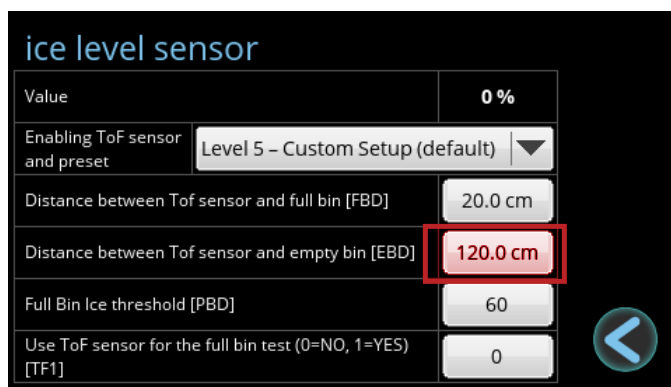 ice level sensor
Value 0 %
Enabling ToF sensor
and preset
Level 5 – Custom Setup (default)
Distance between Tof sensor and full bin [FBD] 20.0 cm
Distance between Tof sensor and empty bin [EBD] 120.0 cm
Full Bin Ice threshold [PBD] 60
Use ToF sensor for the full bin test (0=NO, 1=YES)
[TF1]
0